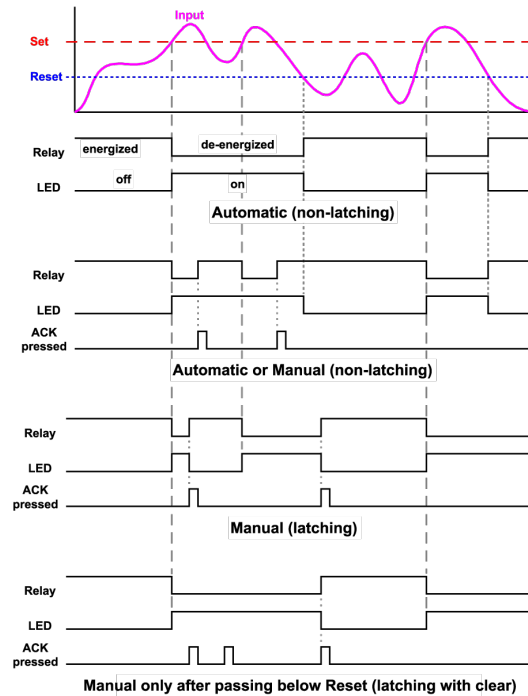 Input
Set
Reset
energized
de-energized
Relay
off
on
LED
Automatic (non-latching)
Relay
LED
ACK
pressed
Automatic or Manual (non-latching)
Relay
LED
ACK
pressed
Manual (latching)
Relay
LED
ACK
pressed
Manual only after passing below Reset (latching with clear)